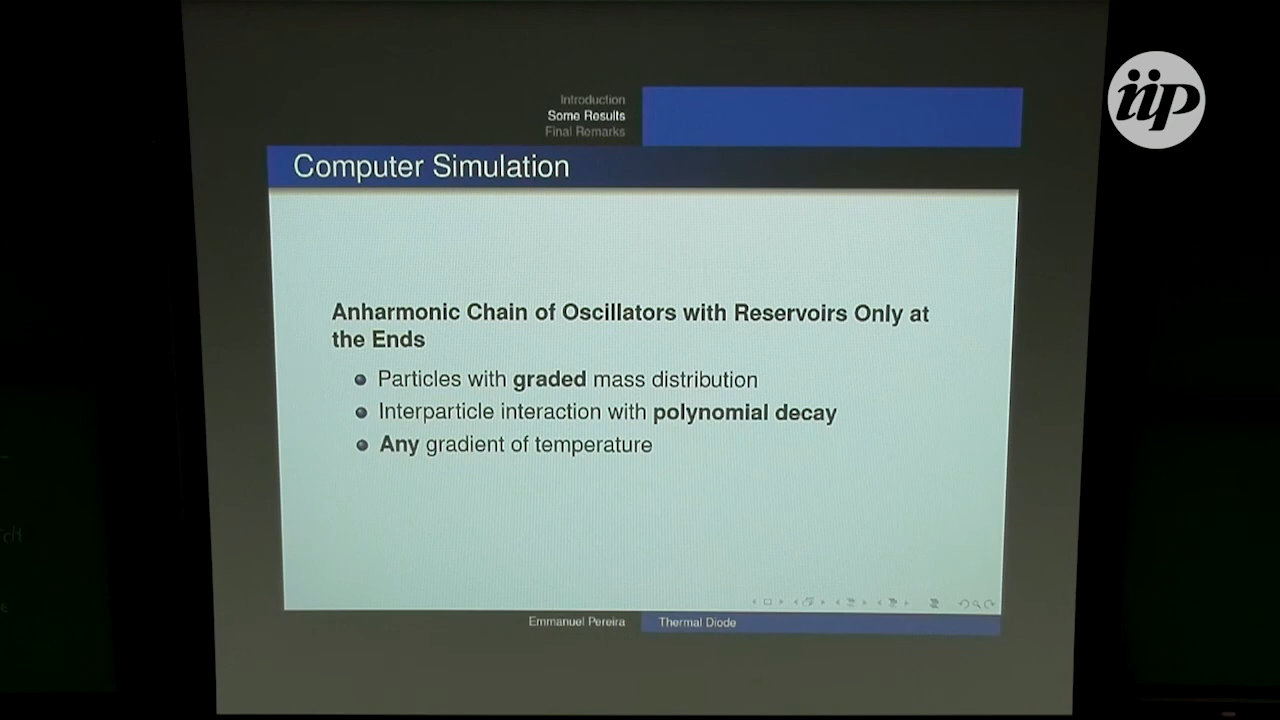 iip
Introduction
Some Results
Final Remarks
Computer Simulation
Anharmonic Chain of Oscillators with Reservoirs Only at
the Ends
Particles with graded mass distribution
Interparticle interaction with polynomial decay
Any gradient of temperature
Emmanuel Pereira
Thermal Diode